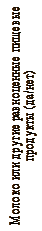 Молоко или другие равноценные пищевые
продукты (да/нет)